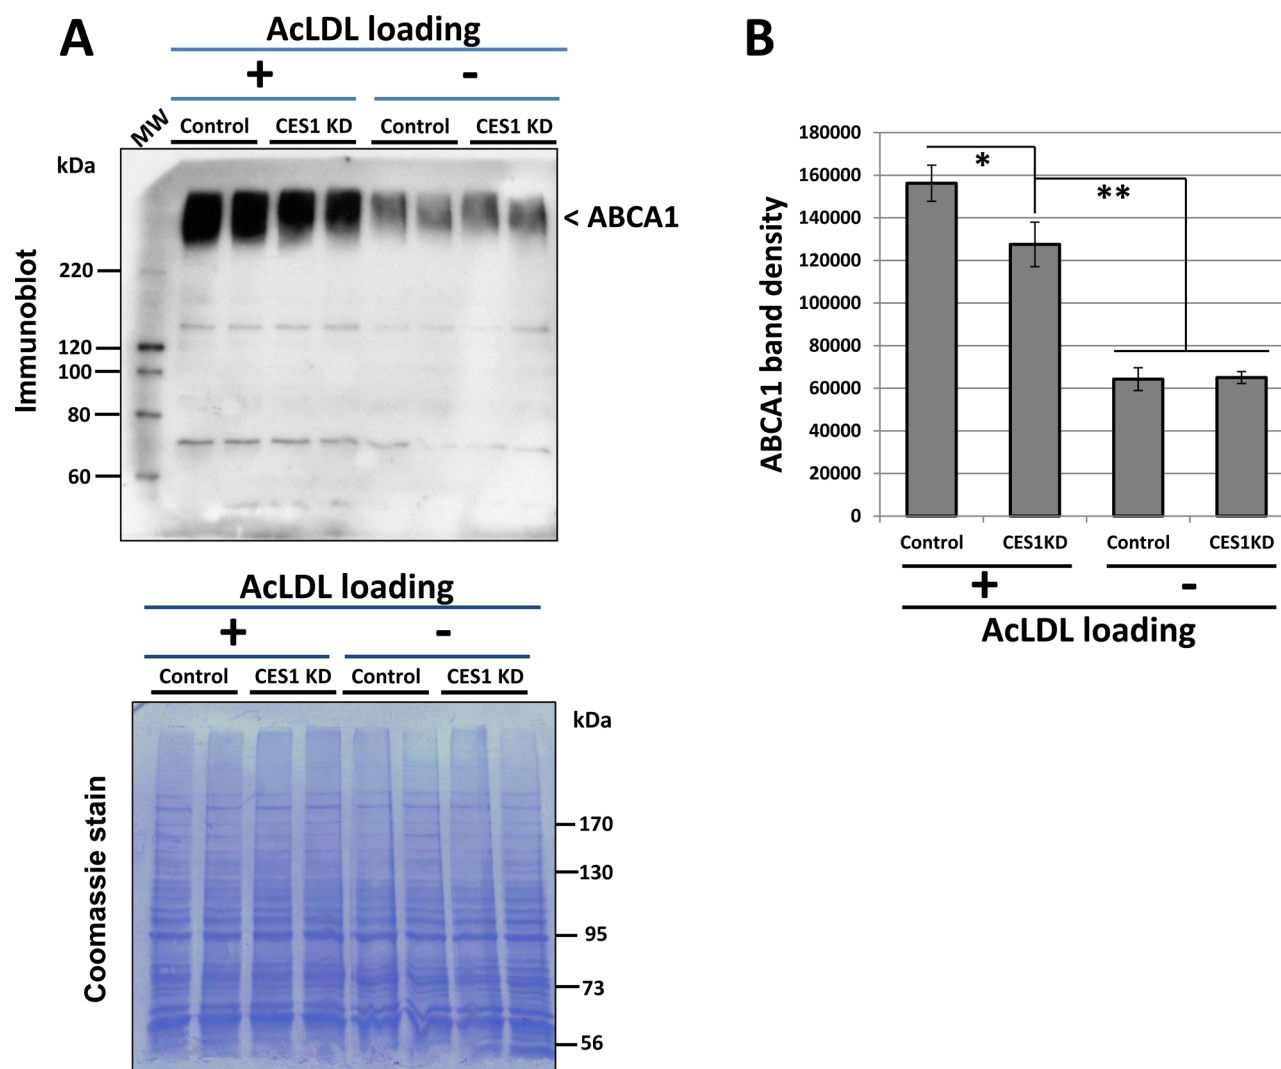 A
AcLDL loading
+ -
MW
Control CES1 KD Control CES1 KD
kDa
< ABCA1
220
120
100
80
60
Immunoblot
AcLDL loading
+ -
Control CES1 KD Control CES1 KD
kDa
170
130
95
73
56
Coomassie stain
B
180000
160000
140000
120000
100000
80000
60000
40000
20000
0
ABCA1 band density
*
**
Control CES1KD Control CES1KD
+ -
AcLDL loading